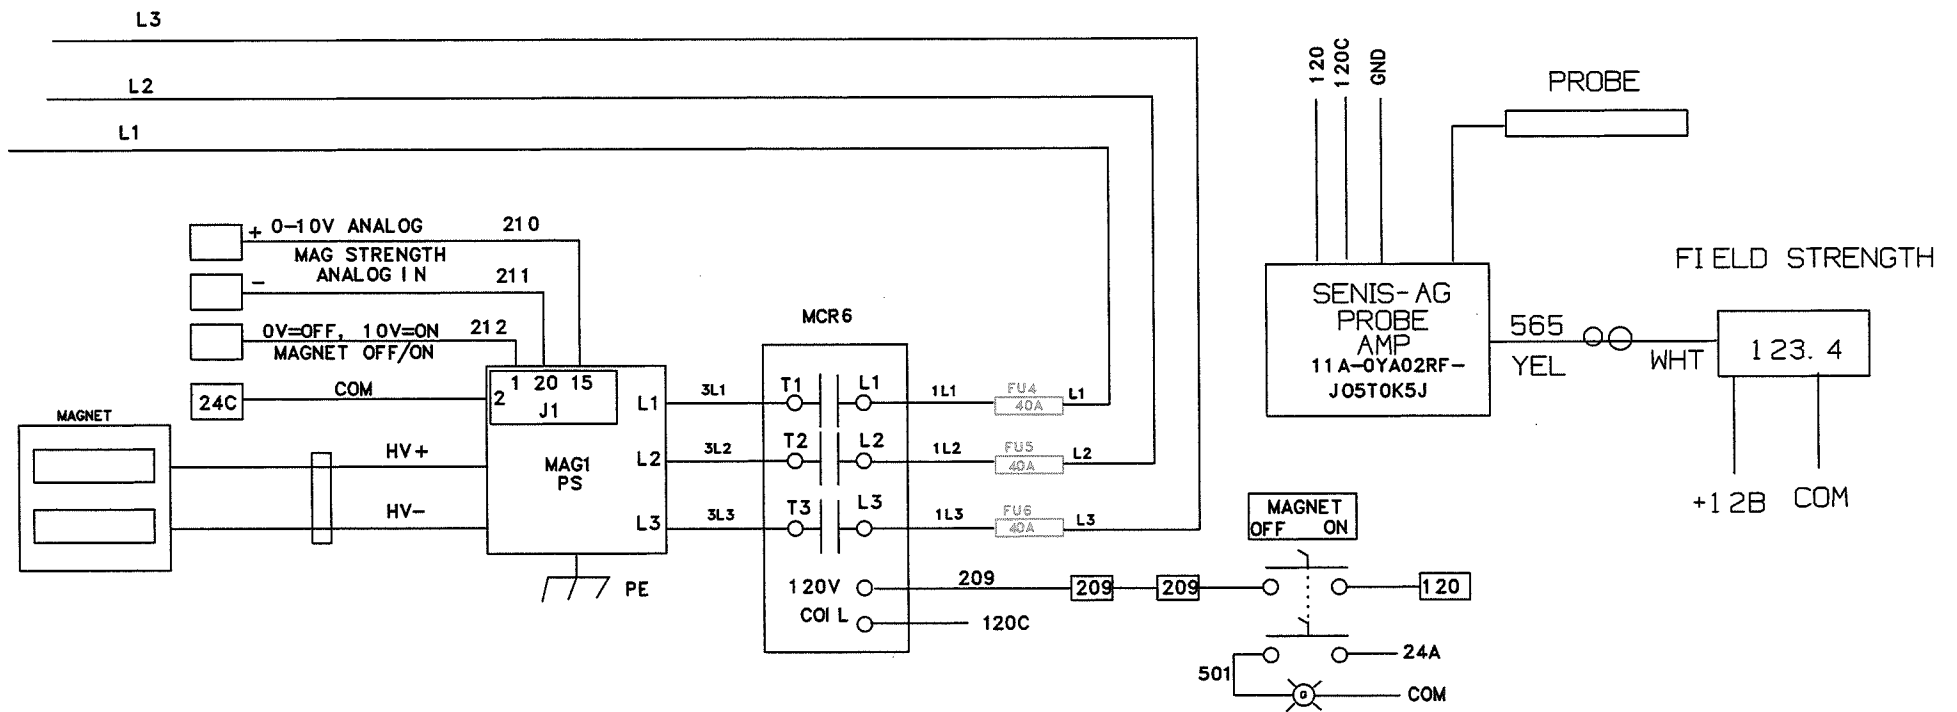 L3
L2
L1
+ 0-10V ANALOG 210
MAG STRENGTH
ANALOG IN
- 211
0V=OFF, 10V=ON 212
MAGNET OFF/ON
24C COM
1 20 15
2
J1
MAGNET
HV+
HV-
MAG1
PS
L1
L2
L3
PE
3L1
3L2
3L3
MCR6
T1 L1
T2 L2
T3 L3
120V
COIL
1L1 FU4 L1
40A
1L2 FU5 L2
40A
1L3 FU6 L3
40A
209 209 209
120C
MAGNET
OFF ON
120
24A
501
G COM
120
120C
GND
PROBE
SENIS-AG
PROBE
AMP
11A-0YA02RF-
J05T0K5J
565
YEL
WHT
FIELD STRENGTH
123.4
+12B COM